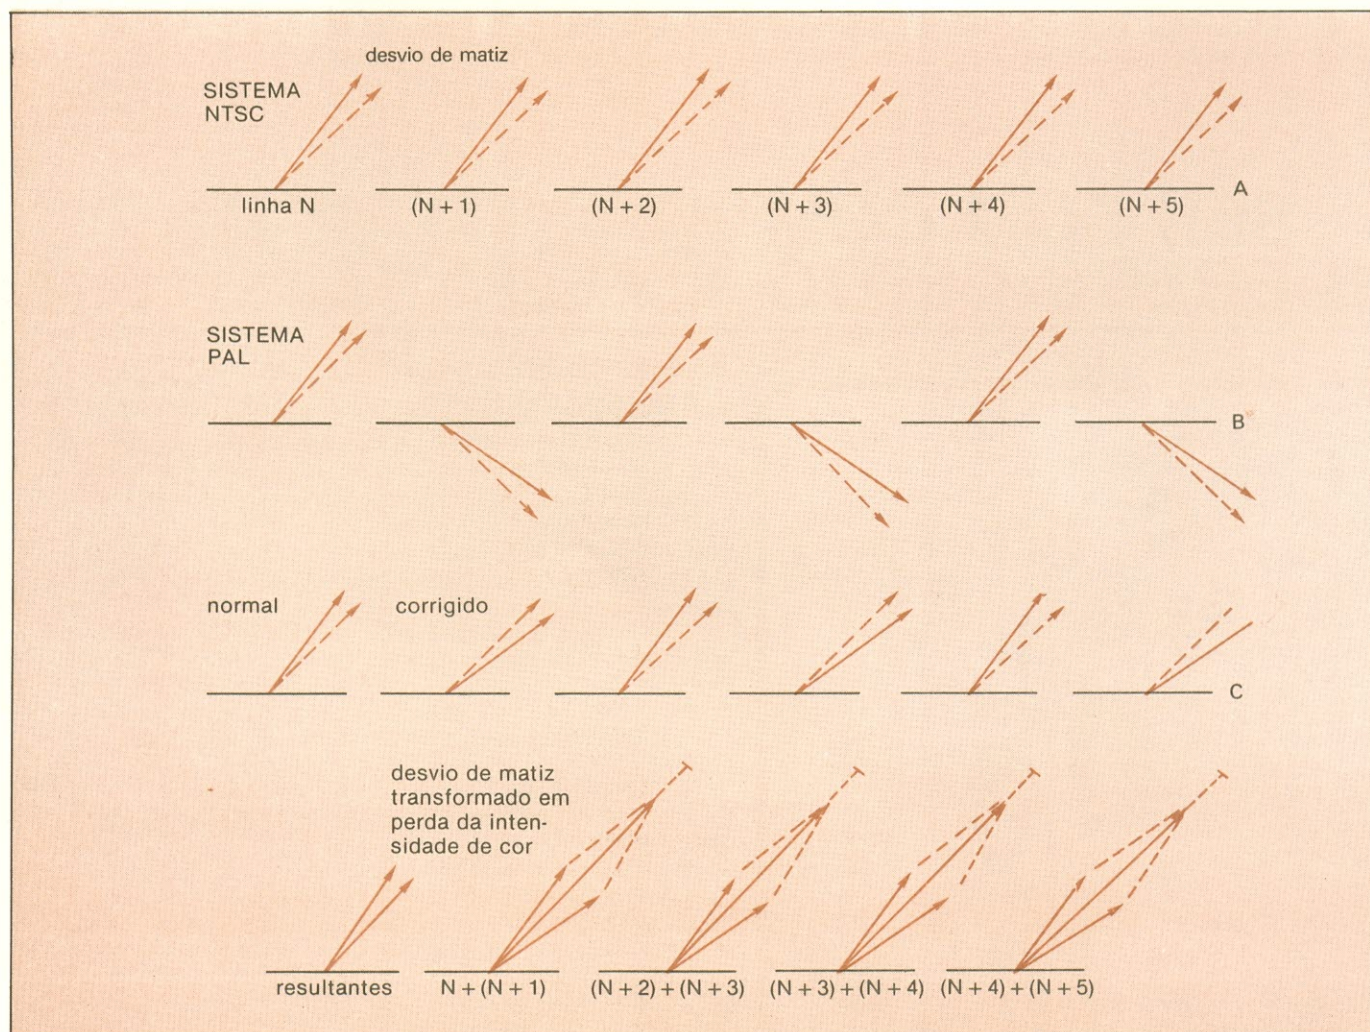 desvio de matiz
SISTEMA
NTSC
linha N
(N + 1)
(N + 2)
(N + 3)
(N + 4)
(N + 5)
A
SISTEMA
PAL
B
normal
corrigido
C
desvio de matiz
transformado em
perda da inten-
sidade de cor
resultantes
N + (N + 1)
(N + 2) + (N + 3)
(N + 3) + (N + 4)
(N + 4) + (N + 5)